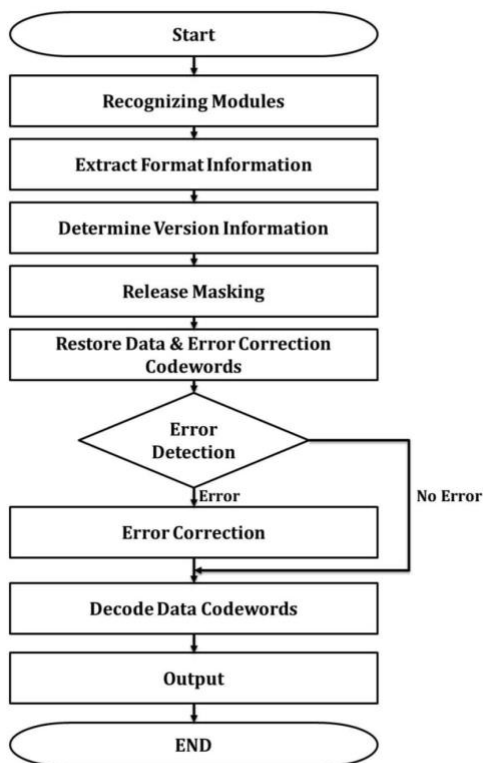 Start
Recognizing Modules
Extract Format Information
Determine Version Information
Release Masking
Restore Data & Error Correction
Codewords
Error
Detection
Error
No Error
Error Correction
Decode Data Codewords
Output
END